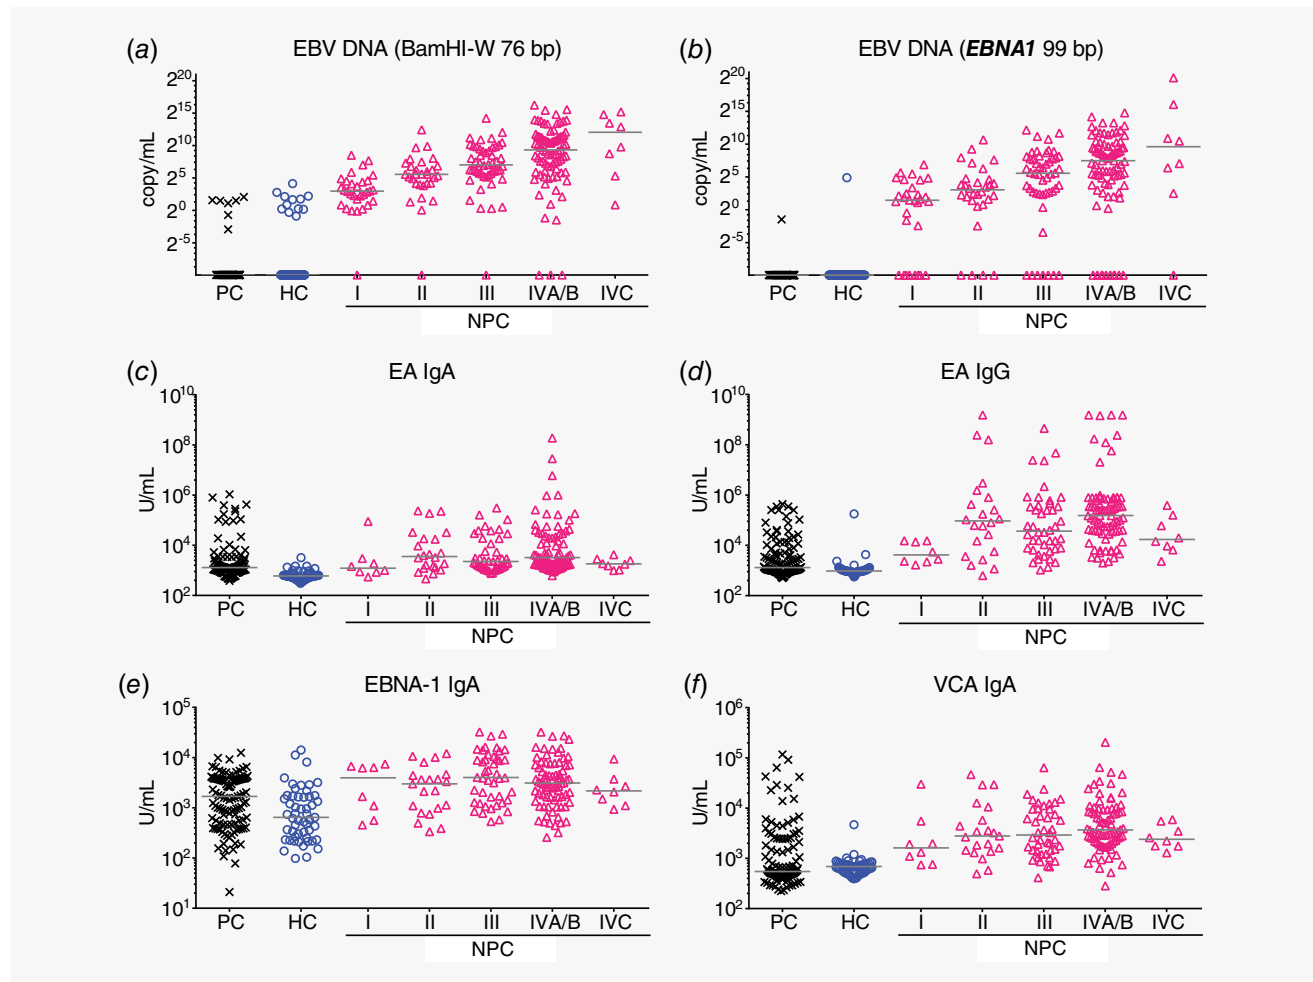 (a) EBV DNA (BamHI-W 76 bp)
copy/mL
2^20
2^15
2^10
2^5
2^0
2^-5
PC HC I II III IVA/B IVC
NPC
(b) EBV DNA (EBNA1 99 bp)
copy/mL
2^20
2^15
2^10
2^5
2^0
2^-5
PC HC I II III IVA/B IVC
NPC
(c) EA IgA
U/mL
10^10
10^8
10^6
10^4
10^2
PC HC I II III IVA/B IVC
NPC
(d) EA IgG
U/mL
10^10
10^8
10^6
10^4
10^2
PC HC I II III IVA/B IVC
NPC
(e) EBNA-1 IgA
U/mL
10^5
10^4
10^3
10^2
10^1
PC HC I II III IVA/B IVC
NPC
(f) VCA IgA
U/mL
10^6
10^5
10^4
10^3
10^2
PC HC I II III IVA/B IVC
NPC